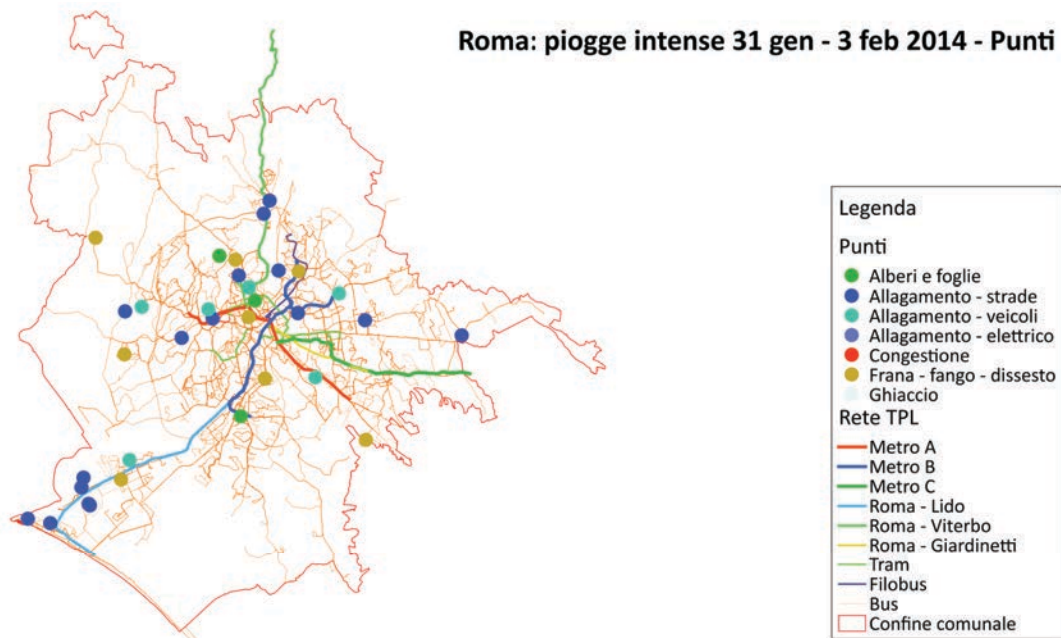 Roma: piogge intense 31 gen - 3 feb 2014 - Punti
Legenda
Punti
Alberi e foglie
Allagamento - strade
Allagamento - veicoli
Allagamento - elettrico
Congestione
Frana - fango - dissesto
Ghiaccio
Rete TPL
Metro A
Metro B
Metro C
Roma - Lido
Roma - Viterbo
Roma - Giardinetti
Tram
Filobus
Bus
Confine comunale